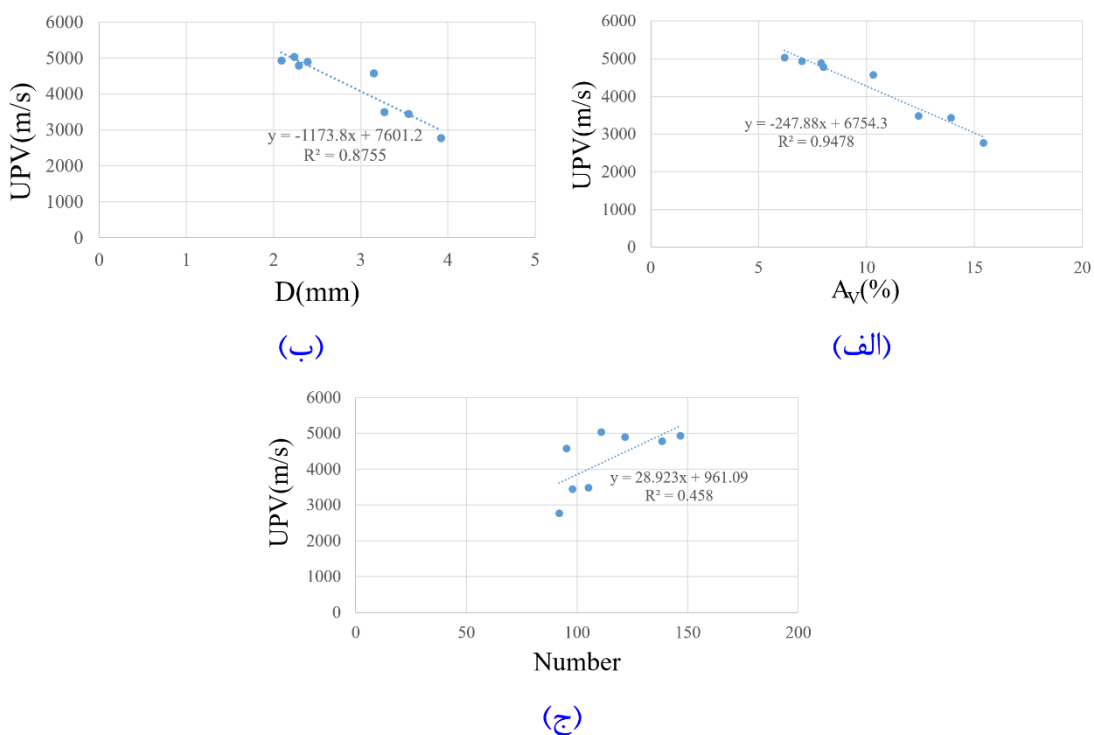 6000
5000
4000
3000
2000
1000
0
UPV(m/s)
y = -1173.8x + 7601.2
R² = 0.8755
0 1 2 3 4 5
D(mm)
(ب)
6000
5000
4000
3000
2000
1000
0
UPV(m/s)
y = -247.88x + 6754.3
R² = 0.9478
0 5 10 15 20
Aᵥ(%)
(الف)
6000
5000
4000
3000
2000
1000
0
UPV(m/s)
y = 28.923x + 961.09
R² = 0.458
0 50 100 150 200
Number
(ج)